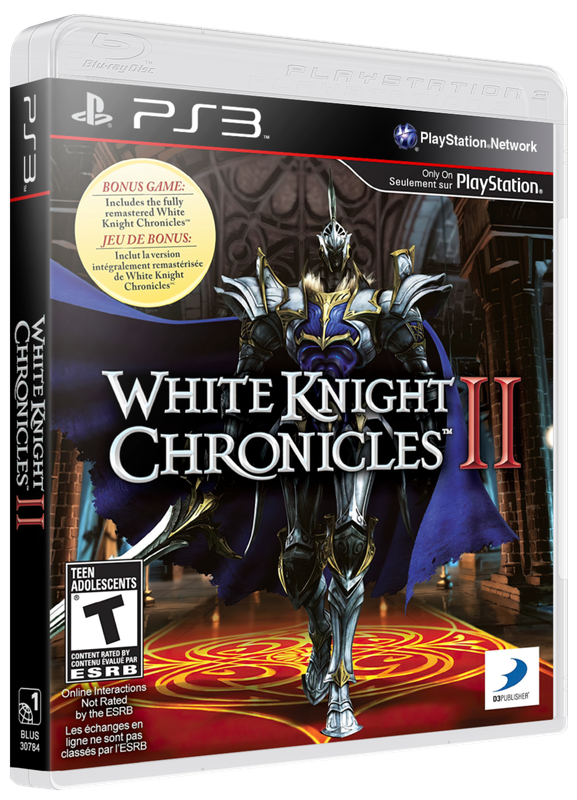 Blu-ray Disc
PLAYSTATION 3
PS3
PS3™
PlayStation®Network
Only On
Seulement sur PlayStation®
BONUS GAME:
Includes the fully
remastered White
Knight Chronicles™
JEU DE BONUS:
Inclut la version
intégralement remastérisée
de White Knight
Chronicles™
WHITE KNIGHT
CHRONICLES™ II
WHITE KNIGHT
CHRONICLES II
TEEN
ADOLESCENTS
T
CONTENT RATED BY
CONTENU ÉVALUÉ PAR
ESRB
Online Interactions
Not Rated
by the ESRB
Les échanges en
ligne ne sont pas
classés par l'ESRB
D3PUBLISHER®
1
BLUS
30784